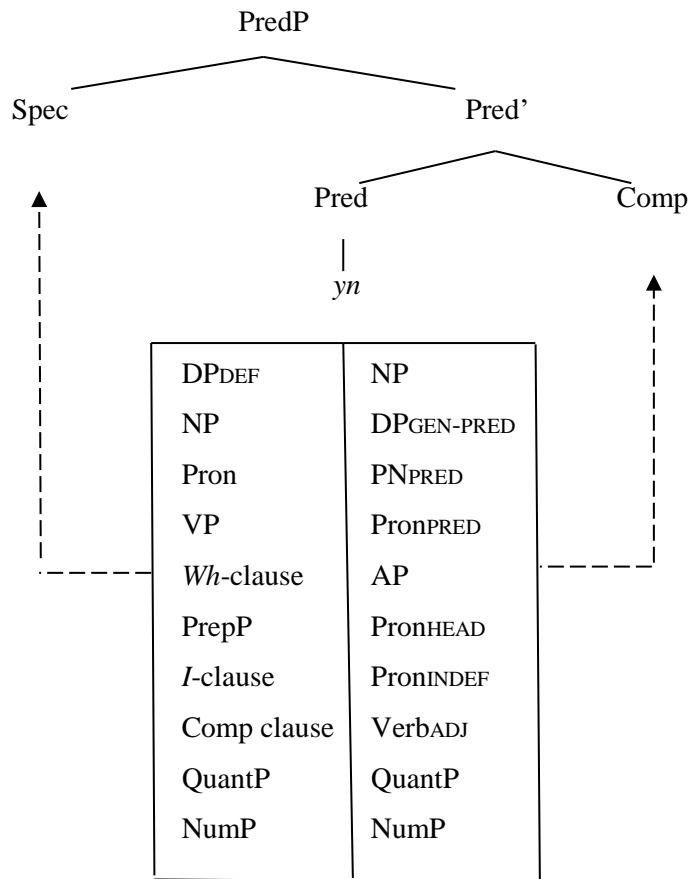 PredP
Spec Pred’
Pred Comp
yn
DPDEF NP
NP DPGEN-PRED
Pron PNPRED
VP PronPRED
Wh-clause AP
PrepP PronHEAD
I-clause PronINDEF
Comp clause VerbADJ
QuantP QuantP
NumP NumP